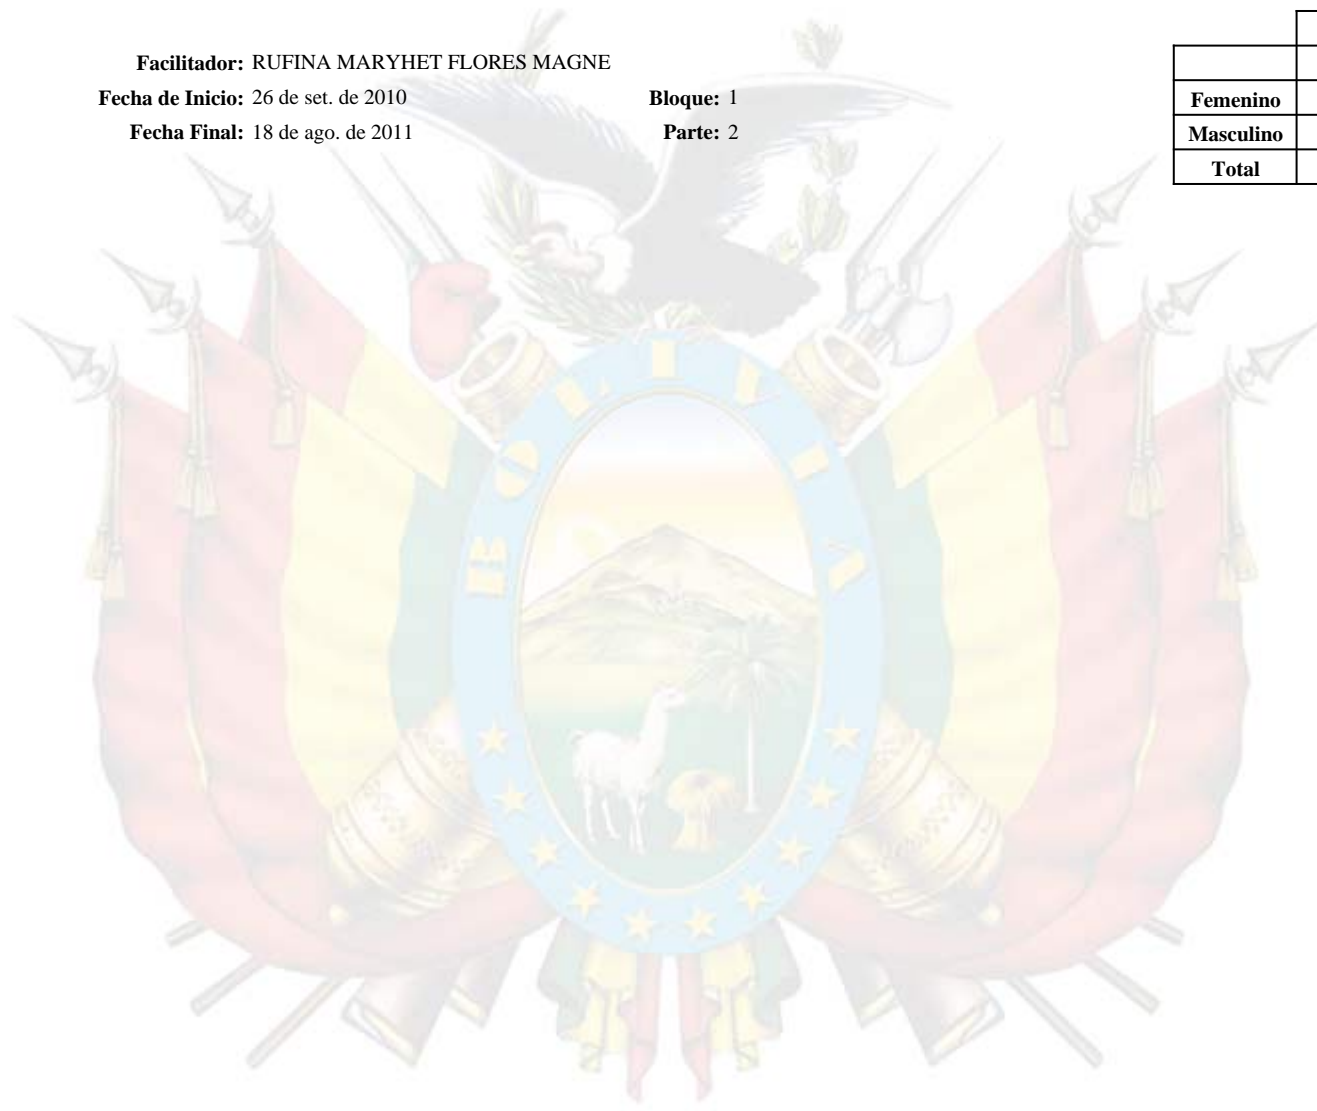 Facilitador: RUFINA MARYHET FLORES MAGNE
Fecha de Inicio: 26 de set. de 2010 Bloque: 1
Fecha Final: 18 de ago. de 2011 Parte: 2
Femenino
Masculino
Total
BOLIVIA